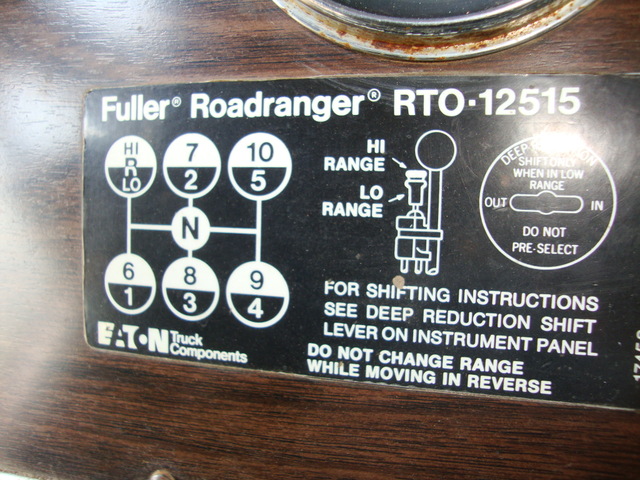 Fuller® Roadranger® RTO·12515
HI
R
LO
7
2
10
5
N
6
1
8
3
9
4
HI
RANGE
LO
RANGE
SHIFT ONLY
WHEN IN LOW
RANGE
OUT IN
DO NOT
PRE-SELECT
FOR SHIFTING INSTRUCTIONS
SEE DEEP REDUCTION SHIFT
LEVER ON INSTRUMENT PANEL
DO NOT CHANGE RANGE
WHILE MOVING IN REVERSE
EATON Truck
Components